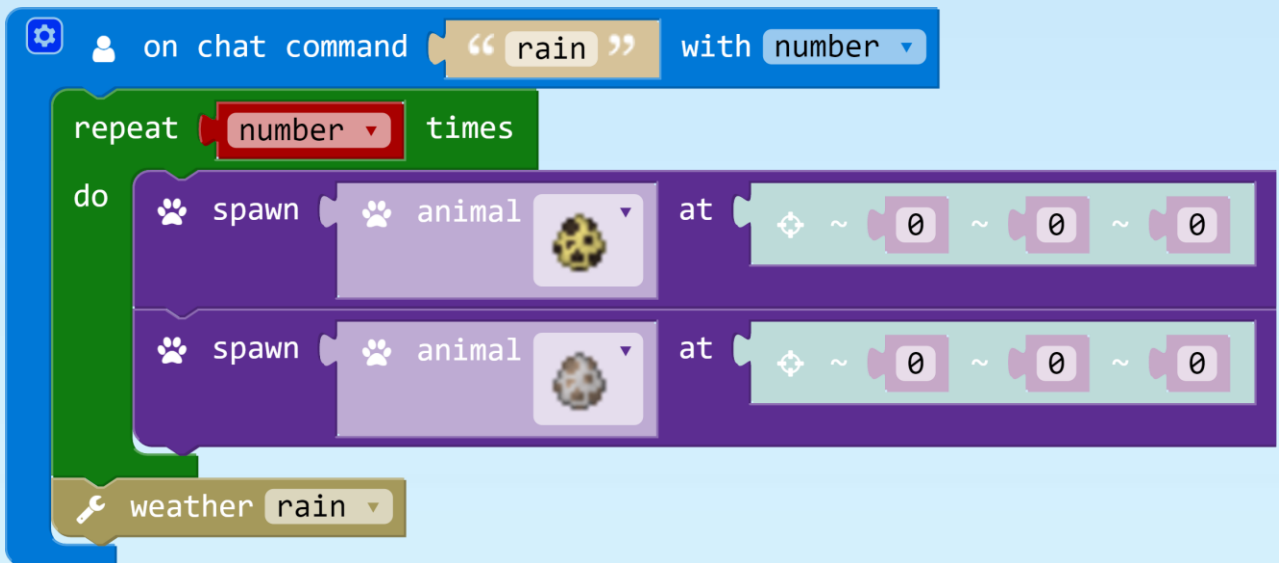 on chat command “ rain ” with number
repeat number times
do spawn animal at ~ 0 ~ 0 ~ 0
spawn animal at ~ 0 ~ 0 ~ 0
weather rain